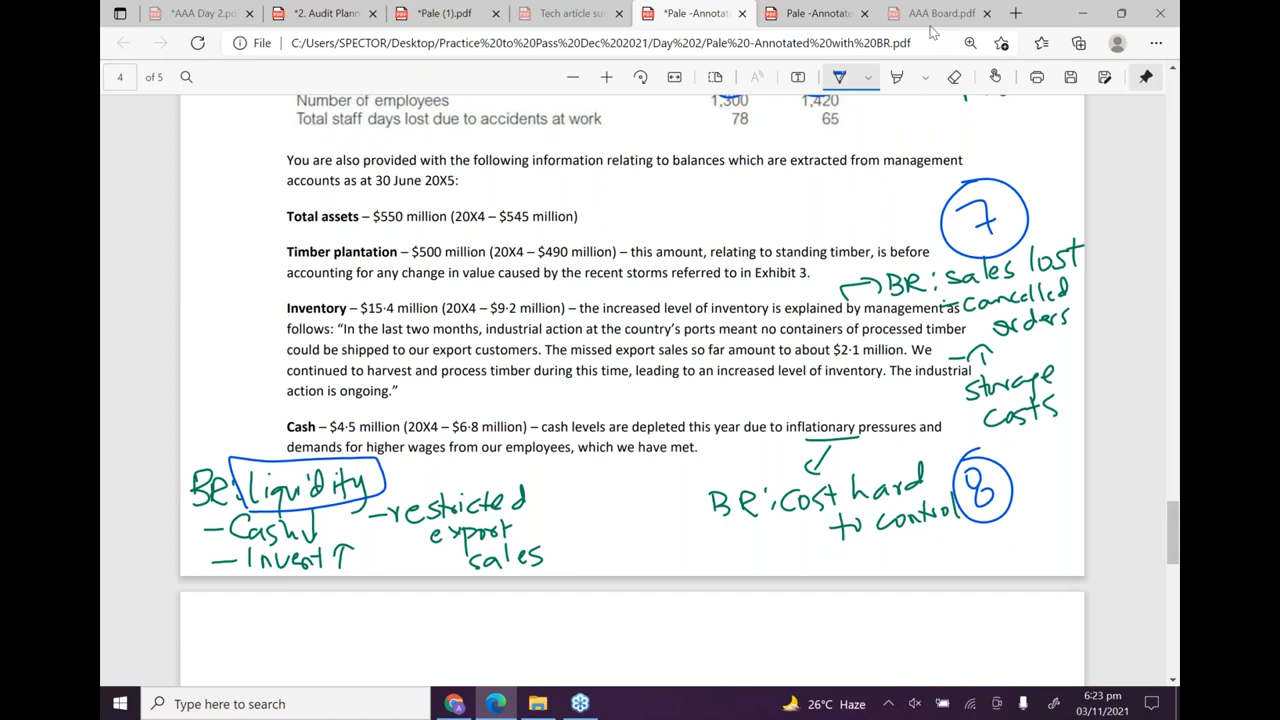 *AAA Day 2.pdf
*2. Audit Plann
*Pale (1).pdf
Tech article sum
*Pale -Annotate
Pale -Annotate
AAA Board.pdf
File
C:/Users/SPECTOR/Desktop/Practice%20to%20Pass%20Dec%202021/Day%202/Pale%20-Annotated%20with%20BR.pdf
4 of 5
Number of employees 1,300 1,420
Total staff days lost due to accidents at work 78 65
You are also provided with the following information relating to balances which are extracted from management
accounts as at 30 June 20X5:
Total assets – $550 million (20X4 – $545 million)
7
Timber plantation – $500 million (20X4 – $490 million) – this amount, relating to standing timber, is before
accounting for any change in value caused by the recent storms referred to in Exhibit 3.
BR: sales lost
- cancelled
orders
- ↑
storage
costs
Inventory – $15·4 million (20X4 – $9·2 million) – the increased level of inventory is explained by management as
follows: “In the last two months, industrial action at the country’s ports meant no containers of processed timber
could be shipped to our export customers. The missed export sales so far amount to about $2·1 million. We
continued to harvest and process timber during this time, leading to an increased level of inventory. The industrial
action is ongoing.”
Cash – $4·5 million (20X4 – $6·8 million) – cash levels are depleted this year due to inflationary pressures and
demands for higher wages from our employees, which we have met.
BR: liquidity
- Cash↓
- Invent↑
- restricted
export
sales
BR: cost hard
to control
8
Type here to search
26°C Haze
6:23 pm
03/11/2021